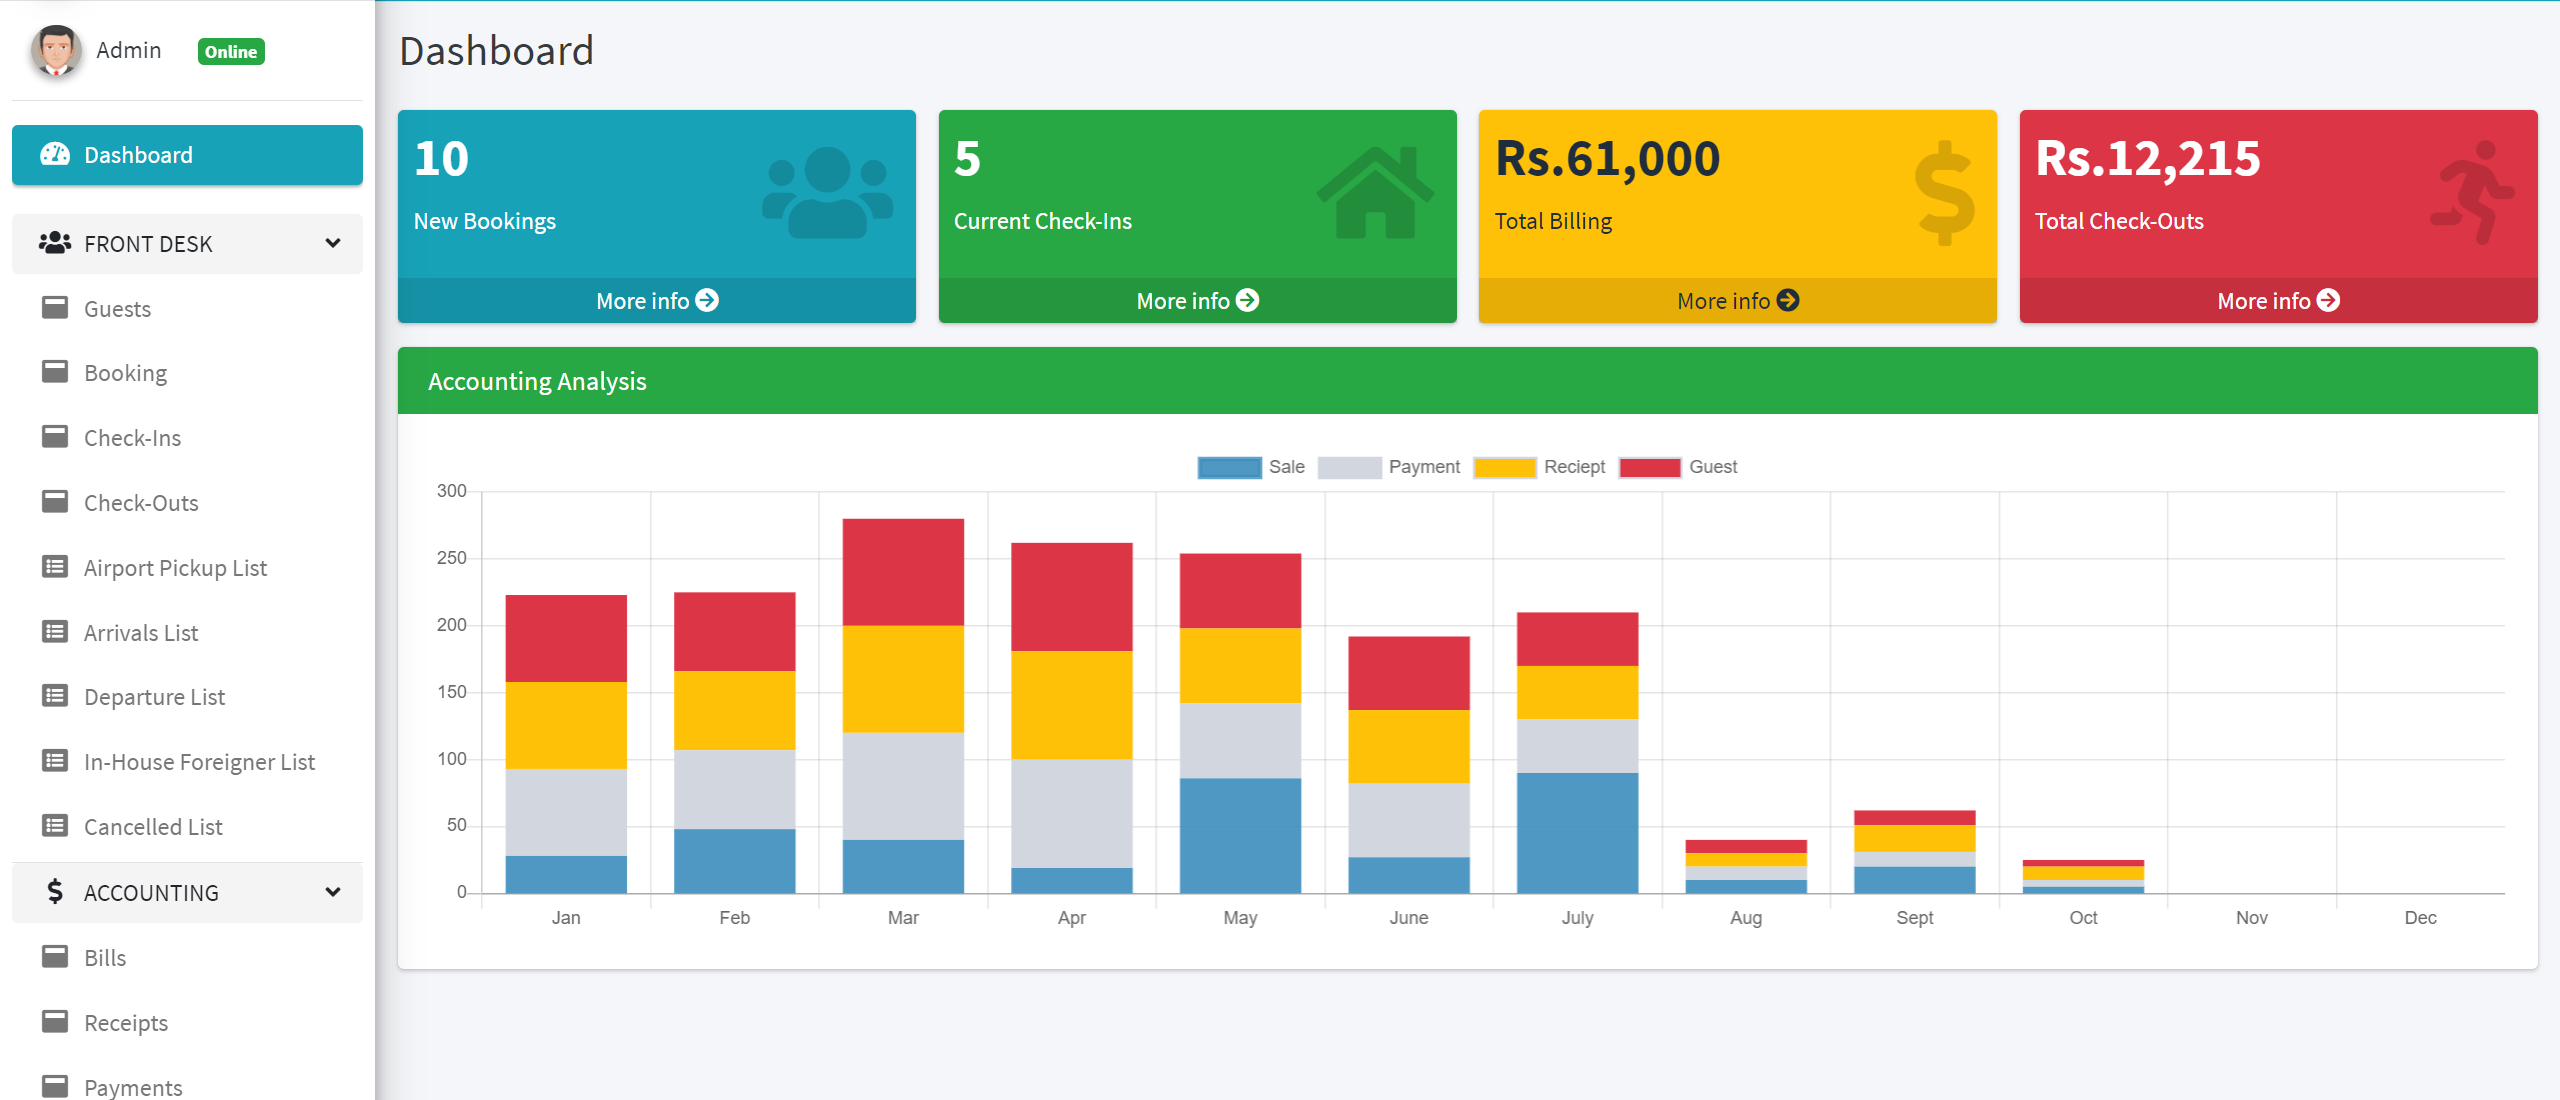 Admin
Online
Dashboard
FRONT DESK
Guests
Booking
Check-Ins
Check-Outs
Airport Pickup List
Arrivals List
Departure List
In-House Foreigner List
Cancelled List
ACCOUNTING
Bills
Receipts
Payments
Dashboard
10
New Bookings
More info
5
Current Check-Ins
More info
Rs.61,000
Total Billing
More info
Rs.12,215
Total Check-Outs
More info
Accounting Analysis
Sale Payment Reciept Guest
300
250
200
150
100
50
0
Jan Feb Mar Apr May June July Aug Sept Oct Nov Dec